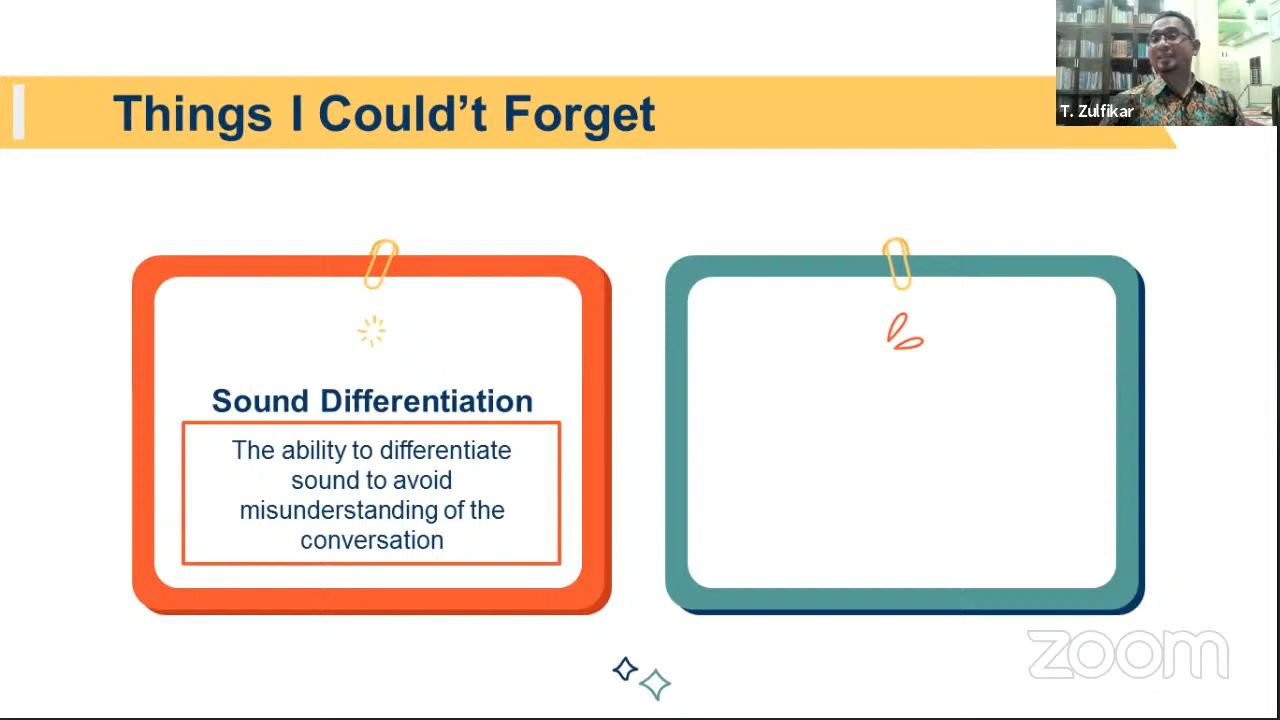 Things I Could’t Forget
T. Zulfikar
Sound Differentiation
The ability to differentiate
sound to avoid
misunderstanding of the
conversation
zoom